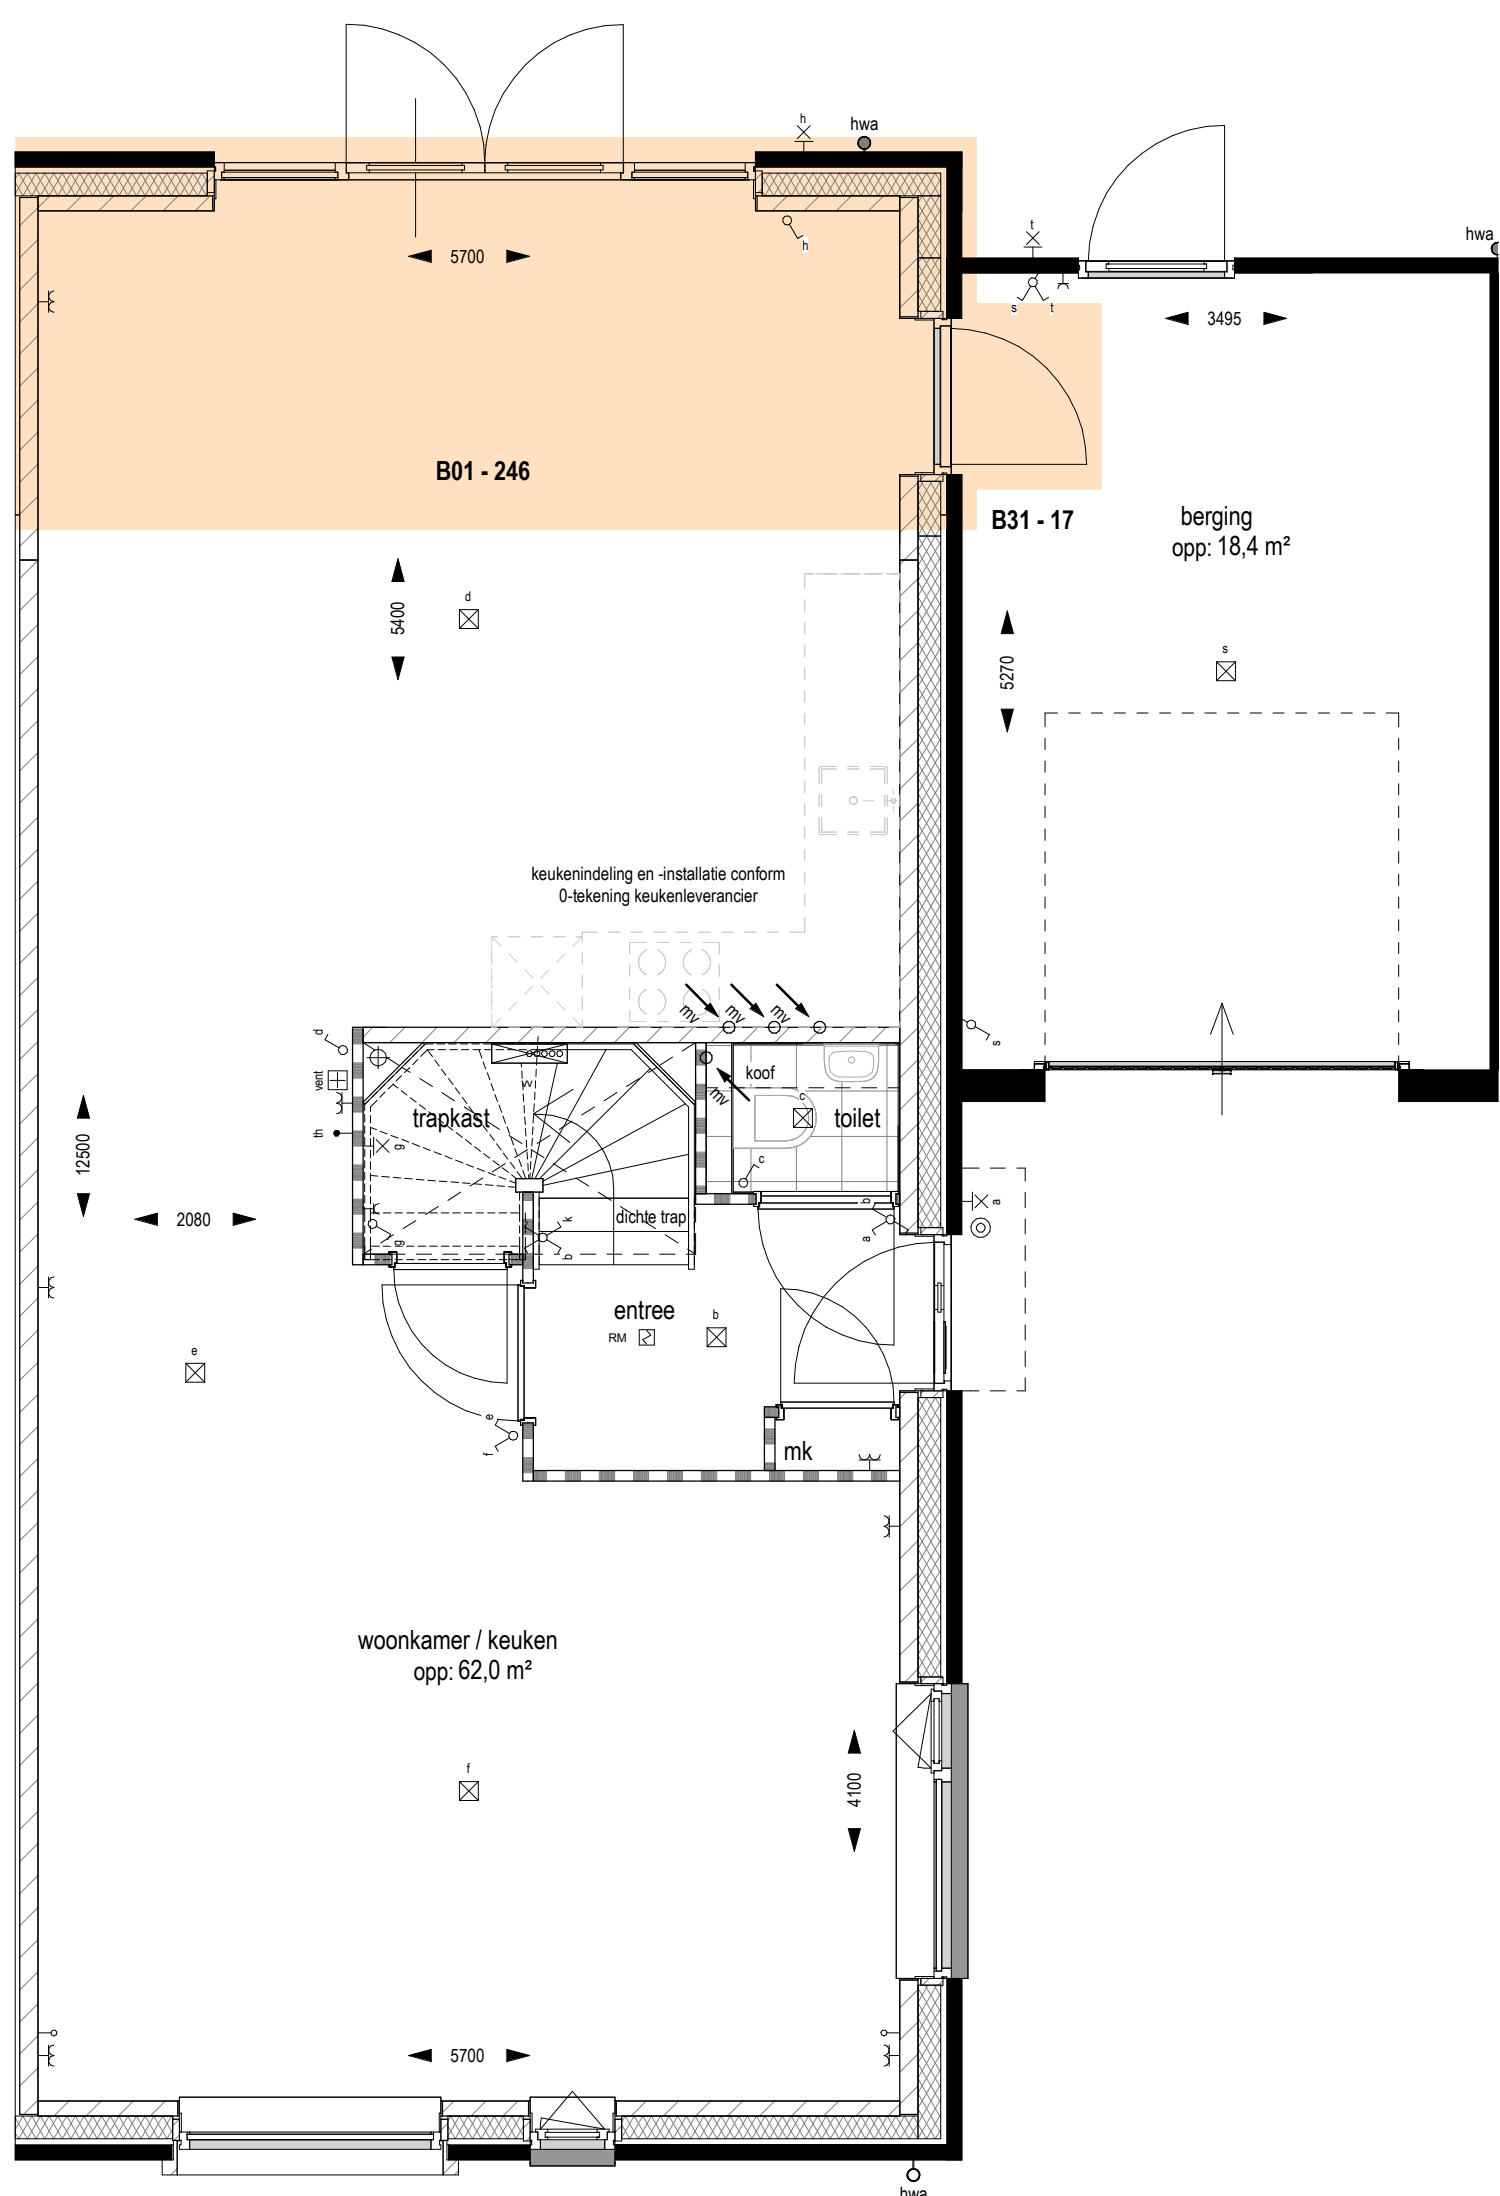 h
hwa
t
hwa
5700
h
s
t
3495
B01 - 246
B31 - 17
berging
opp: 18,4 m²
d
5400
5270
s
keukenindeling en -installatie conform
0-tekening keukenleverancier
mv
mv
mv
d
s
vent
koof
mv
c
trapkast
toilet
th
g
12500
c
2080
k
dichte trap
b
a
g
b
a
entree
b
RM
e
e
f
mk
woonkamer / keuken
opp: 62,0 m²
f
4100
5700
hwa